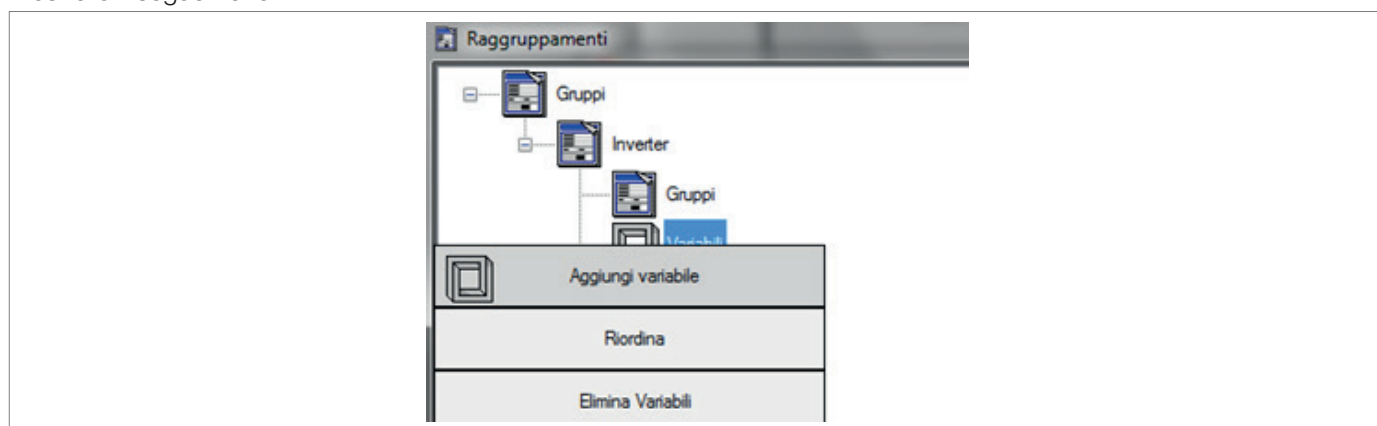 Raggruppamenti
Gruppi
Inverter
Gruppi
Variabili
Aggiungi variabile
Riordina
Elimina Variabili